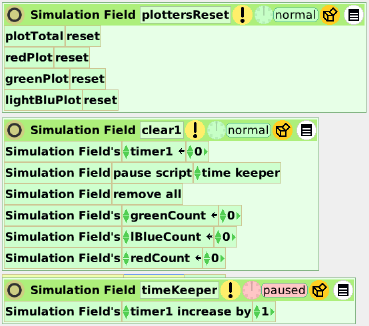 Simulation Field plottersReset ! normal
plotTotal reset
redPlot reset
greenPlot reset
lightBluPlot reset
Simulation Field clear1 ! normal
Simulation Field's timer1 ← 0
Simulation Field pause script time keeper
Simulation Field remove all
Simulation Field's greenCount ← 0
Simulation Field's lBlueCount ← 0
Simulation Field's redCount ← 0
Simulation Field timeKeeper ! paused
Simulation Field's timer1 increase by 1